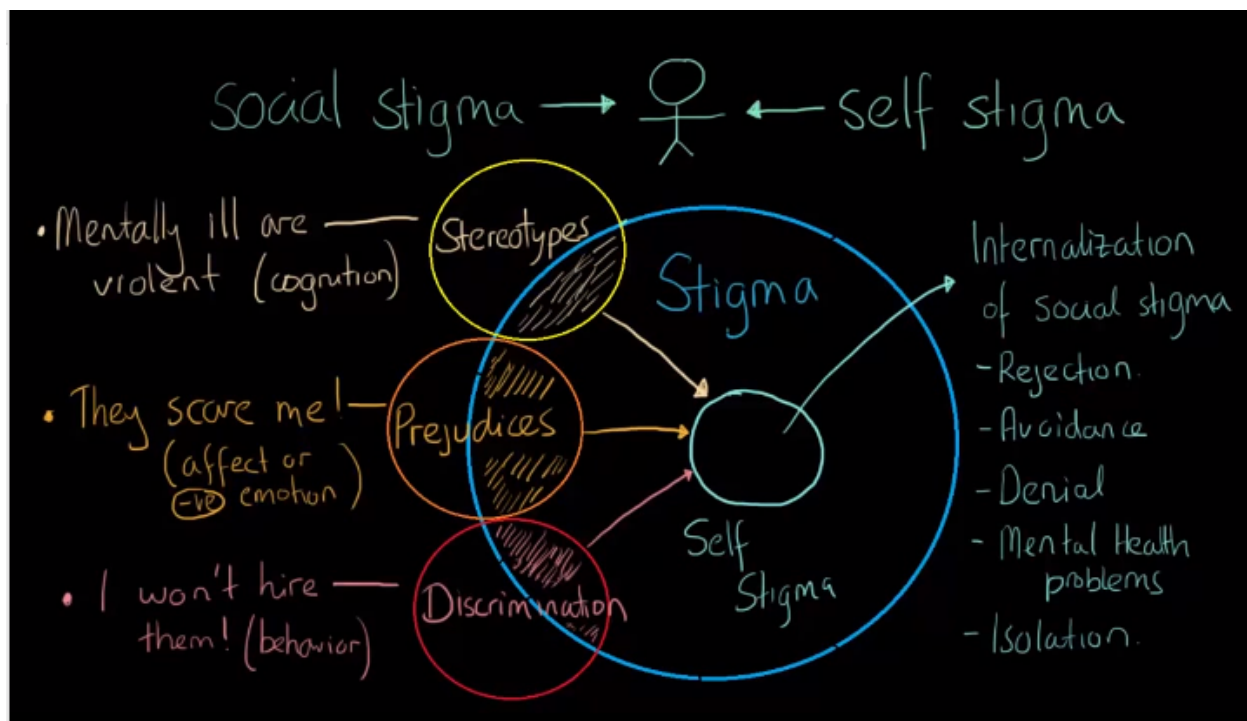 social stigma
self stigma
• Mentally ill are
violent (cognition)
Stereotypes
Stigma
• They scare me!
(affect or
-ve emotion)
Prejudices
• I won't hire
them! (behavior)
Discrimination
Self
Stigma
Internalization
of social stigma
- Rejection.
- Avoidance
- Denial
- Mental Health
problems
- Isolation.